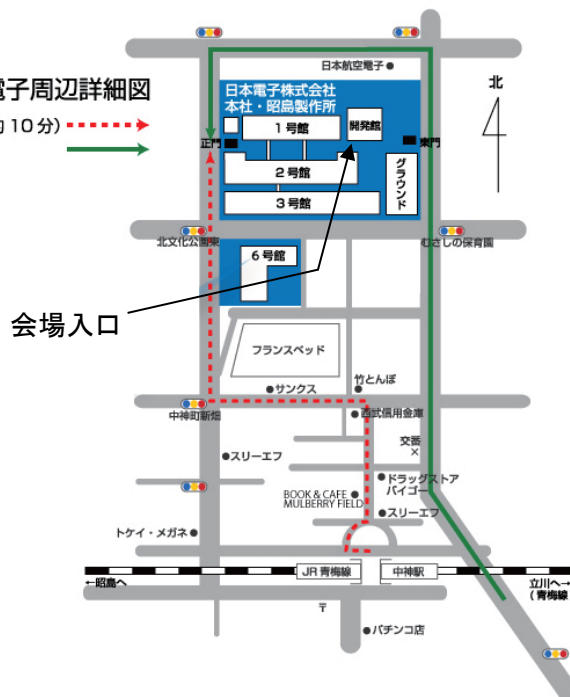 電子周辺詳細図
約10分)
日本航空電子
北
日本電子株式会社
本社・昭島製作所
1号館
開発館
正門
東門
2号館
グラウンド
3号館
北文化公園東
むさしの保育園
6号館
会場入口
フランスベッド
竹とんぼ
サンクス
中神町新畑
西武信用金庫
交番
×
スリーエフ
ドラッグストア
バイゴー
BOOK & CAFE
MULBERRY FIELD
スリーエフ
トケイ・メガネ
JR青梅線
中神駅
←昭島へ
立川へ→
(青梅線
〒
パチンコ店